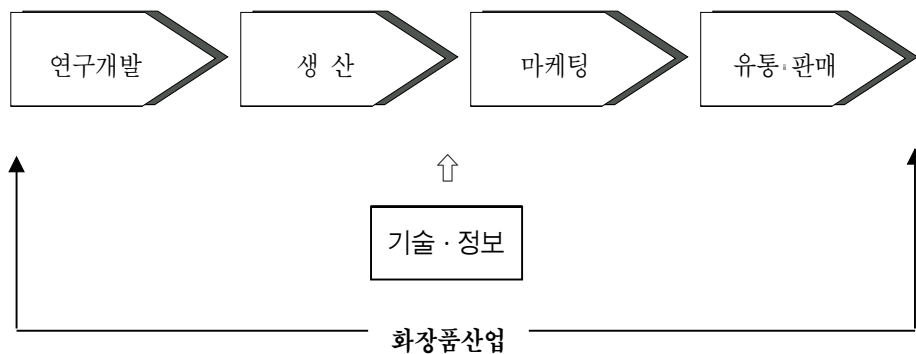 연구개발
생 산
마케팅
유통·판매
기술·정보
화장품산업